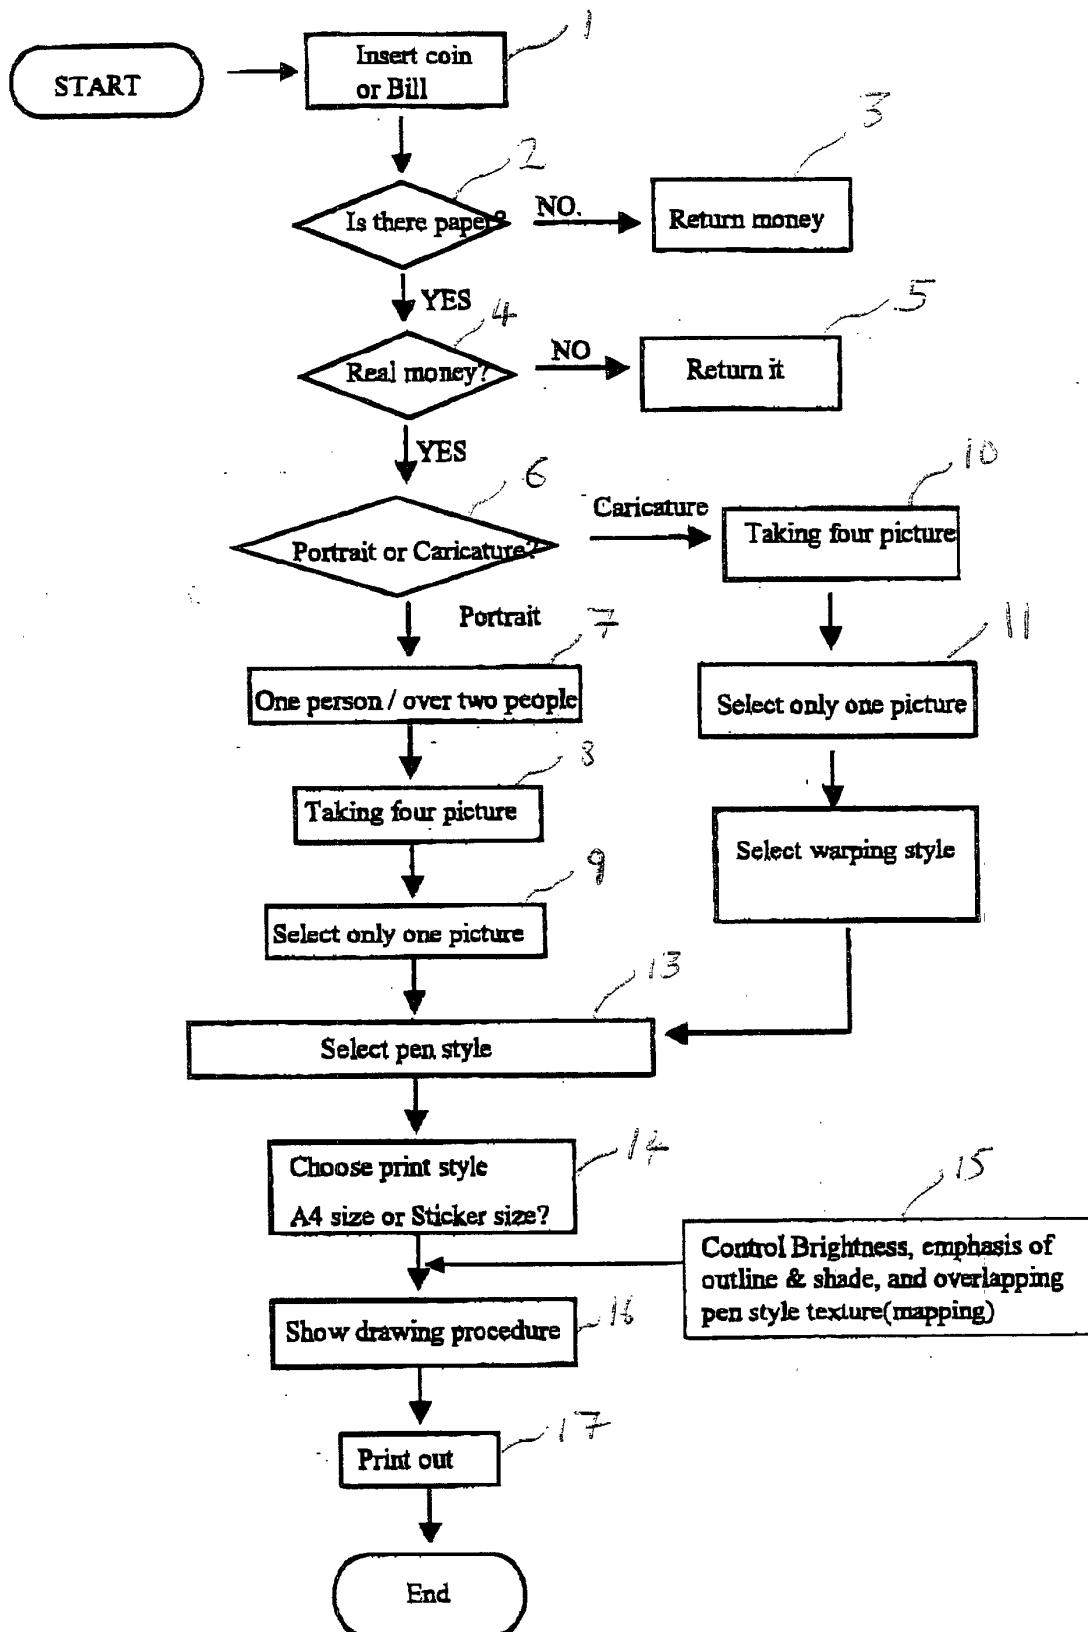 START
Insert coin
or Bill
1
2
Is there paper?
NO.
3
Return money
YES
4
Real money?
NO
5
Return it
YES
6
Portrait or Caricature?
Caricature
10
Taking four picture
Portrait
7
One person / over two people
11
Select only one picture
8
Taking four picture
Select warping style
9
Select only one picture
13
Select pen style
14
Choose print style
A4 size or Sticker size?
15
Control Brightness, emphasis of
outline & shade, and overlapping
pen style texture(mapping)
16
Show drawing procedure
17
Print out
End